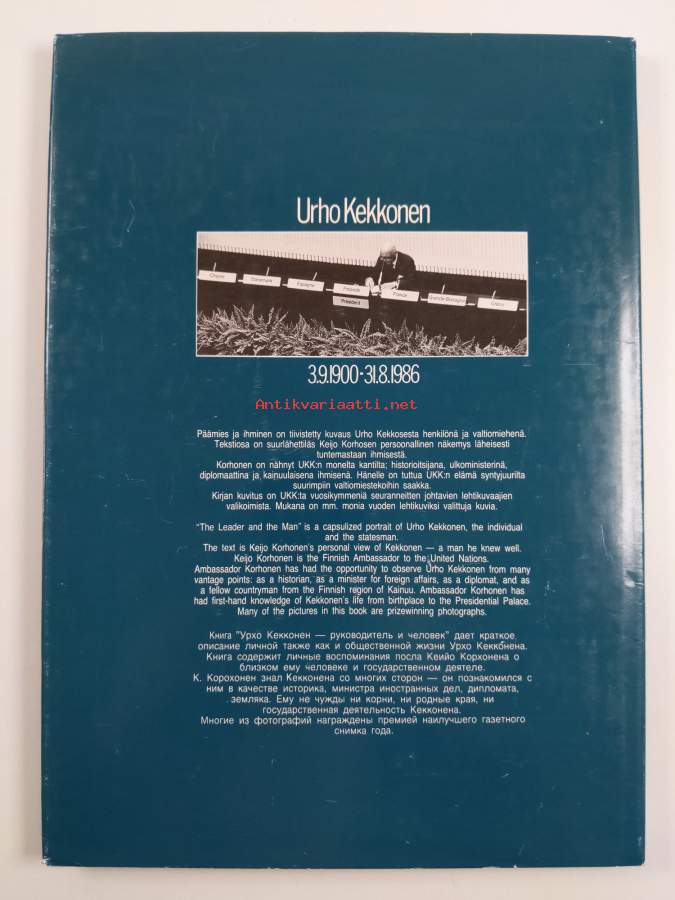 Urho Kekkonen
Chypre
Danemark
Espagne
Finlande
Président
France
Grande-Bretagne
Grèce
3.9.1900-31.8.1986
Antikvariaatti.net
Päämies ja ihminen on tiivistetty kuvaus Urho Kekkosesta henkilönä ja valtiomiehenä.
Tekstiosa on suurlähettiläs Keijo Korhosen persoonallinen näkemys läheisesti
tuntemastaan ihmisestä.
Korhonen on nähnyt UKK:n monelta kantilta; historioitsijana, ulkoministerinä,
diplomaattina ja kainuulaisena ihmisenä. Hänelle on tuttua UKK:n elämä syntyjuurilta
suurimpiin valtiomiestekoihin saakka.
Kirjan kuvitus on UKK:ta vuosikymmeniä seuranneitten johtavien lehtikuvaajien
valikoimista. Mukana on mm. monia vuoden lehtikuviksi valittuja kuvia.
"The Leader and the Man" is a capsulized portrait of Urho Kekkonen, the individual
and the statesman.
The text is Keijo Korhonen's personal view of Kekkonen — a man he knew well.
Keijo Korhonen is the Finnish Ambassador to the United Nations.
Ambassador Korhonen has had the opportunity to observe Urho Kekkonen from many
vantage points: as a historian, as a minister for foreign affairs, as a diplomat, and as
a fellow countryman from the Finnish region of Kainuu. Ambassador Korhonen has
had first-hand knowledge of Kekkonen's life from birthplace to the Presidential Palace.
Many of the pictures in this book are prizewinning photographs.
Книга "Урхо Кекконен — руководитель и человек" дает краткое
описание личной также как и общественной жизни Урхо Кекконена.
Книга содержит личные воспоминания посла Кеййо Корхонена о
близком ему человеке и государственном деятеле.
К. Корохонен знал Кекконена со многих сторон — он познакомился с
ним в качестве историка, министра иностранных дел, дипломата,
земляка. Ему не чужды ни корни, ни родные края, ни
государственная деятельность Кекконена.
Многие из фотографий награждены премией наилучшего газетного
снимка года.